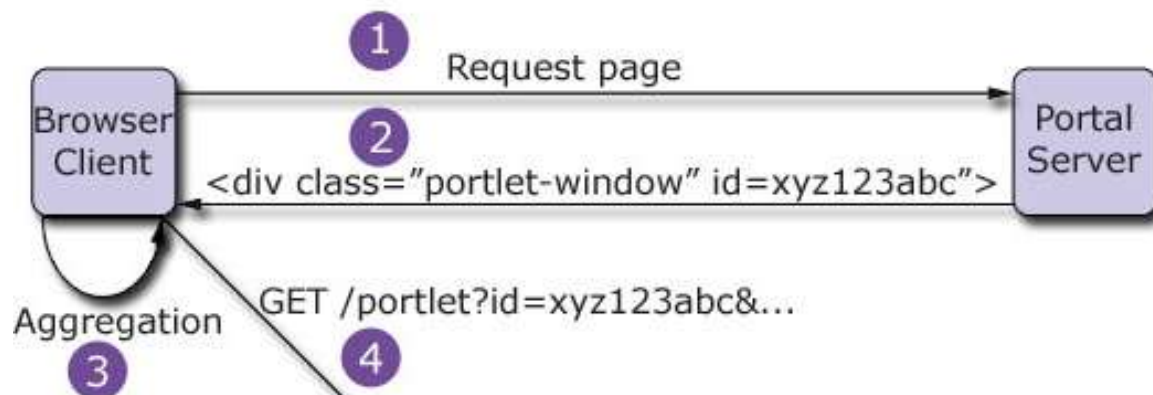 1
Request page
Browser
Client
Portal
Server
2
<div class=”portlet-window” id=xyz123abc”>
Aggregation
3
GET /portlet?id=xyz123abc&...
4